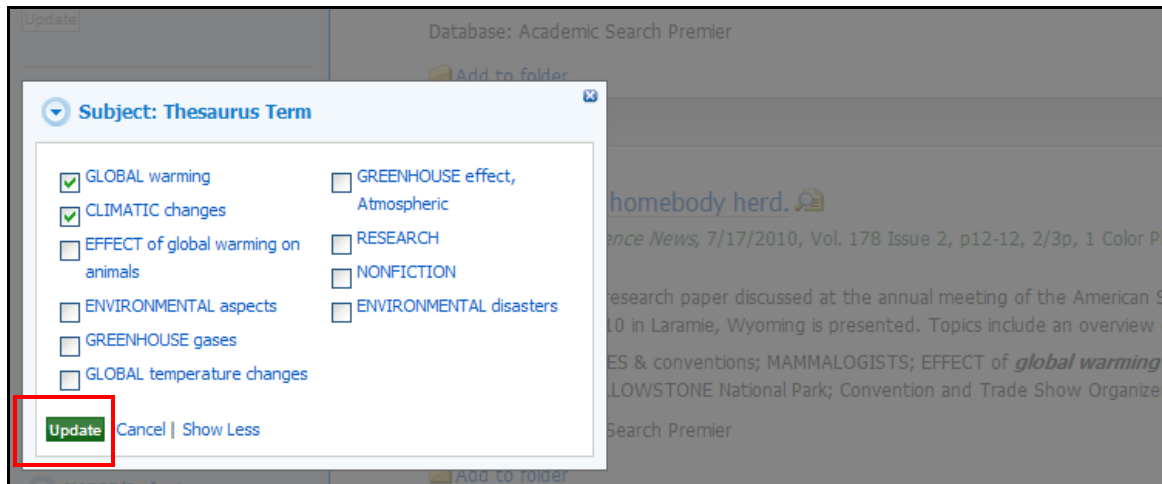 Update
Database: Academic Search Premier
Add to folder
Subject: Thesaurus Term
GLOBAL warming
CLIMATIC changes
EFFECT of global warming on
animals
ENVIRONMENTAL aspects
GREENHOUSE gases
GLOBAL temperature changes
GREENHOUSE effect,
Atmospheric
RESEARCH
NONFICTION
ENVIRONMENTAL disasters
Update Cancel | Show Less
homebody herd.
ence News, 7/17/2010, Vol. 178 Issue 2, p12-12, 2/3p, 1 Color P
research paper discussed at the annual meeting of the American S
10 in Laramie, Wyoming is presented. Topics include an overview
ES & conventions; MAMMALOGISTS; EFFECT of global warming
LLOWSTONE National Park; Convention and Trade Show Organize
Search Premier
Add to folder